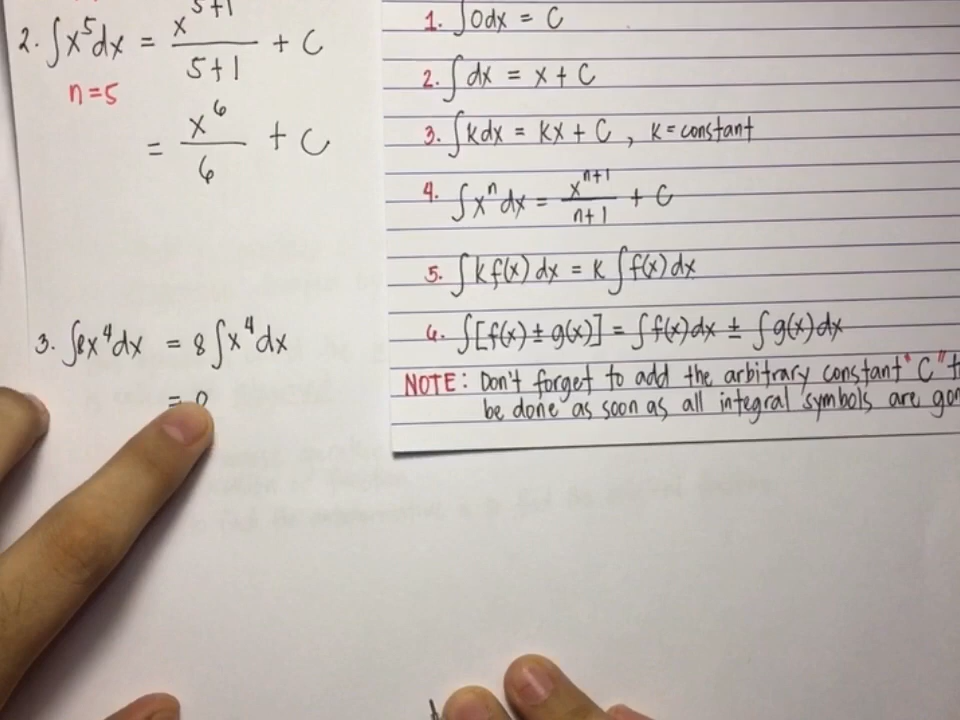 2. ∫x⁵dx = x⁵⁺¹/5+1 + C
n=5
= x⁶/6 + C
3. ∫8x⁴dx = 8∫x⁴dx
=
1. ∫0dx = C
2. ∫dx = x + C
3. ∫kdx = kx + C , k = constant
4. ∫xⁿdx = xⁿ⁺¹/n+1 + C
5. ∫kf(x)dx = k∫f(x)dx
6. ∫[f(x) ± g(x)] = ∫f(x)dx ± ∫g(x)dx
NOTE: Don't forget to add the arbitrary constant "C"
be done as soon as all integral symbols are